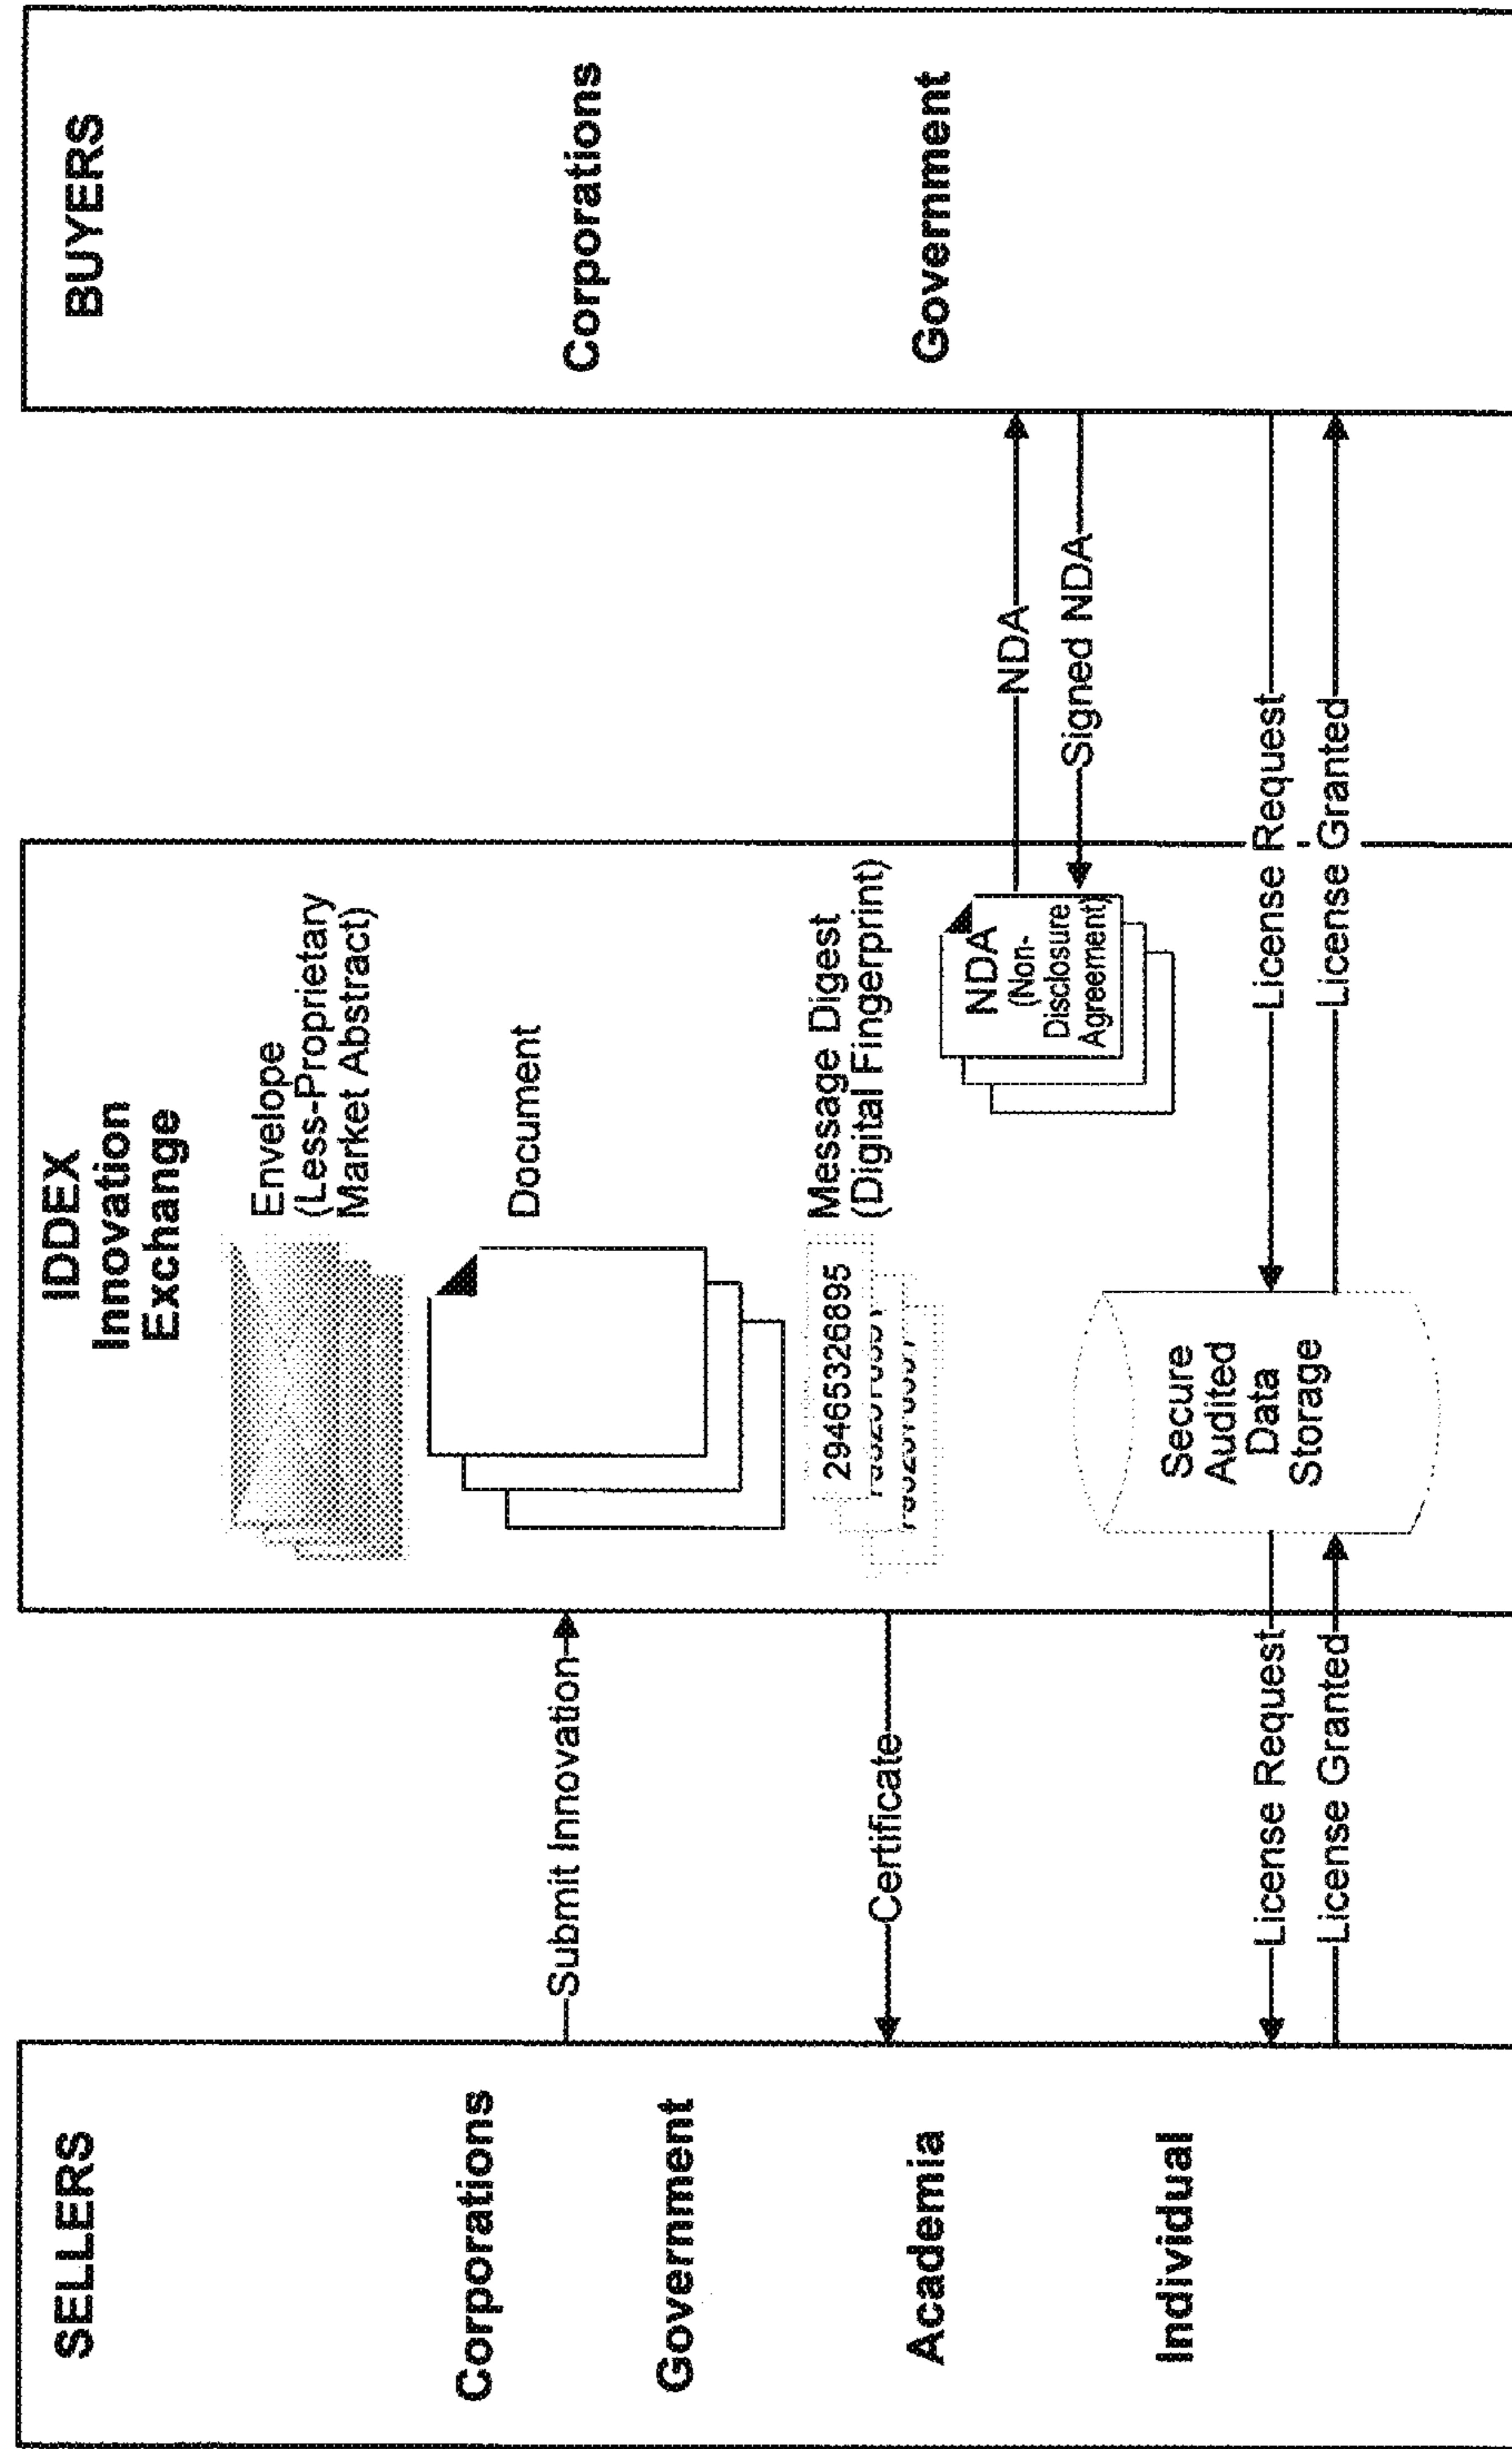 SELLERS
Corporations
Government
Academia
Individual
Submit Innovation
Certificate
License Request
License Granted
IDDEX
Innovation
Exchange
Envelope
(Less-Proprietary
Market Abstract)
Document
29465326895
Message Digest
(Digital Fingerprint)
NDA
(Non-
Disclosure
Agreement)
Secure
Audited
Data
Storage
NDA
Signed NDA
License Request
License Granted
BUYERS
Corporations
Government